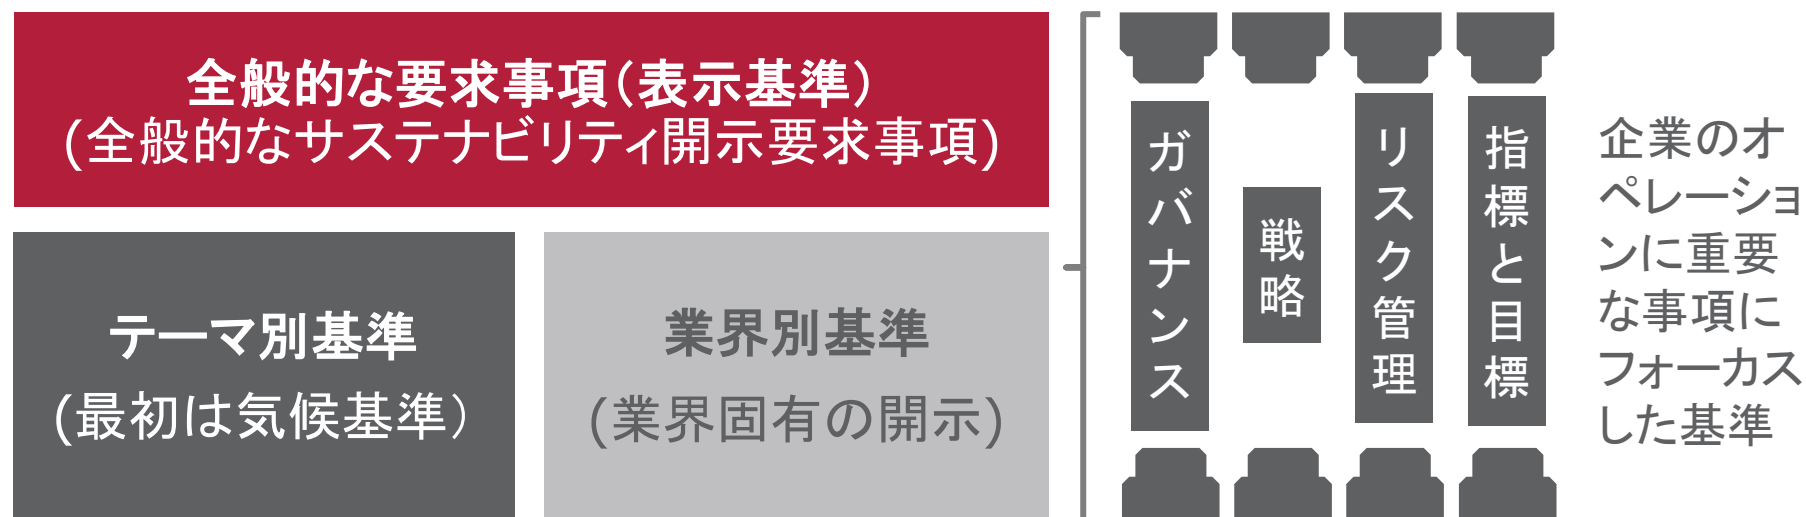 全般的な要求事項（表示基準）
(全般的なサステナビリティ開示要求事項)
テーマ別基準
(最初は気候基準）
業界別基準
(業界固有の開示)
ガバナンス
戦略
リスク管理
指標と目標
企業のオ
ペレーショ
ンに重要
な事項に
フォーカス
した基準